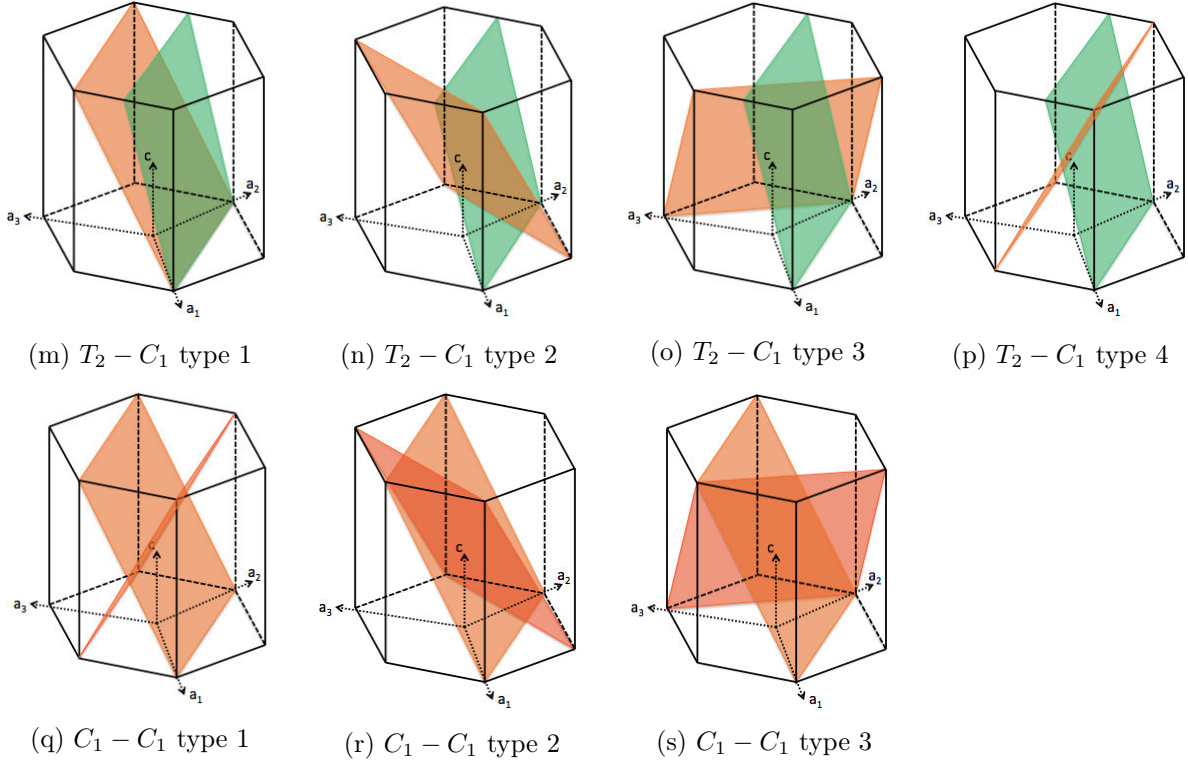 c
a₂
a₃
a₁
c
a₂
a₃
a₁
c
a₂
a₃
a₁
c
a₂
a₃
a₁
(m) T₂ − C₁ type 1
(n) T₂ − C₁ type 2
(o) T₂ − C₁ type 3
(p) T₂ − C₁ type 4
c
a₂
a₃
a₁
c
a₂
a₃
a₁
c
a₂
a₃
a₁
(q) C₁ − C₁ type 1
(r) C₁ − C₁ type 2
(s) C₁ − C₁ type 3